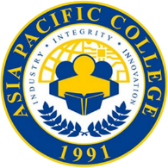 ASIA PACIFIC COLLEGE
INDUSTRY • INTEGRITY • INNOVATION
1991